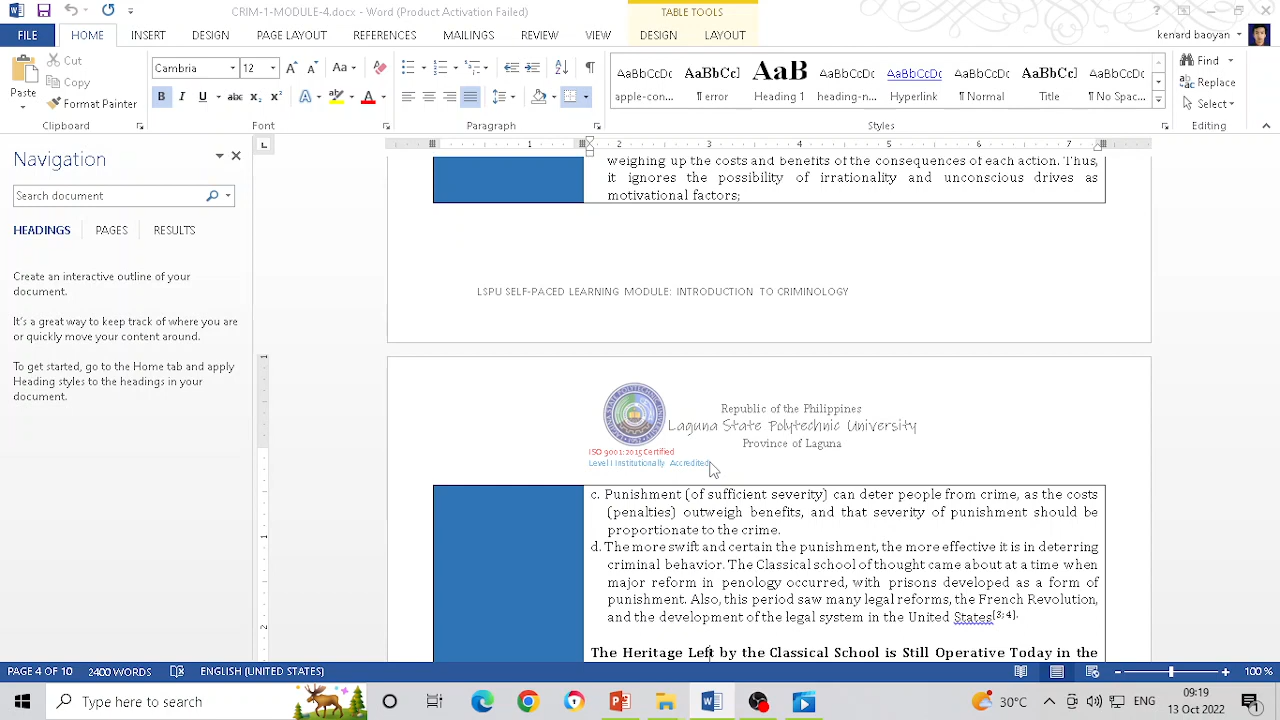 CRIM-1-MODULE-4.docx - Word (Product Activation Failed)
TABLE TOOLS
FILE HOME INSERT DESIGN PAGE LAYOUT REFERENCES MAILINGS REVIEW VIEW DESIGN LAYOUT kenard baoyan
Paste
Cut
Copy
Format Painter
Clipboard
Cambria 12
Font
Paragraph
AaBbCcDc AaBbCcI AaB AaBbCcDc AaBbCcDc AaBbCcDc AaBbCcI AaBbCcDc
apple-con... ¶ error Heading 1 heading-n... Hyperlink ¶ Normal Title ¶ No Spac...
Styles
Find
Replace
Select
Editing
Navigation
Search document
HEADINGS PAGES RESULTS
Create an interactive outline of your
document.
It's a great way to keep track of where you are
or quickly move your content around.
To get started, go to the Home tab and apply
Heading styles to the headings in your
document.
weighing up the costs and benefits of the consequences of each action. Thus,
it ignores the possibility of irrationality and unconscious drives as
motivational factors;
LSPU SELF-PACED LEARNING MODULE: INTRODUCTION TO CRIMINOLOGY
Republic of the Philippines
Laguna State Polytechnic University
Province of Laguna
ISO 9001:2015 Certified
Level I Institutionally Accredited
c. Punishment (of sufficient severity) can deter people from crime, as the costs
(penalties) outweigh benefits, and that severity of punishment should be
proportionate to the crime.
d. The more swift and certain the punishment, the more effective it is in deterring
criminal behavior. The Classical school of thought came about at a time when
major reform in penology occurred, with prisons developed as a form of
punishment. Also, this period saw many legal reforms, the French Revolution,
and the development of the legal system in the United States[3;4].
The Heritage Left by the Classical School is Still Operative Today in the
PAGE 4 OF 10 2400 WORDS ENGLISH (UNITED STATES) 100 %
Type here to search
30°C ENG
09:19
13 Oct 2022